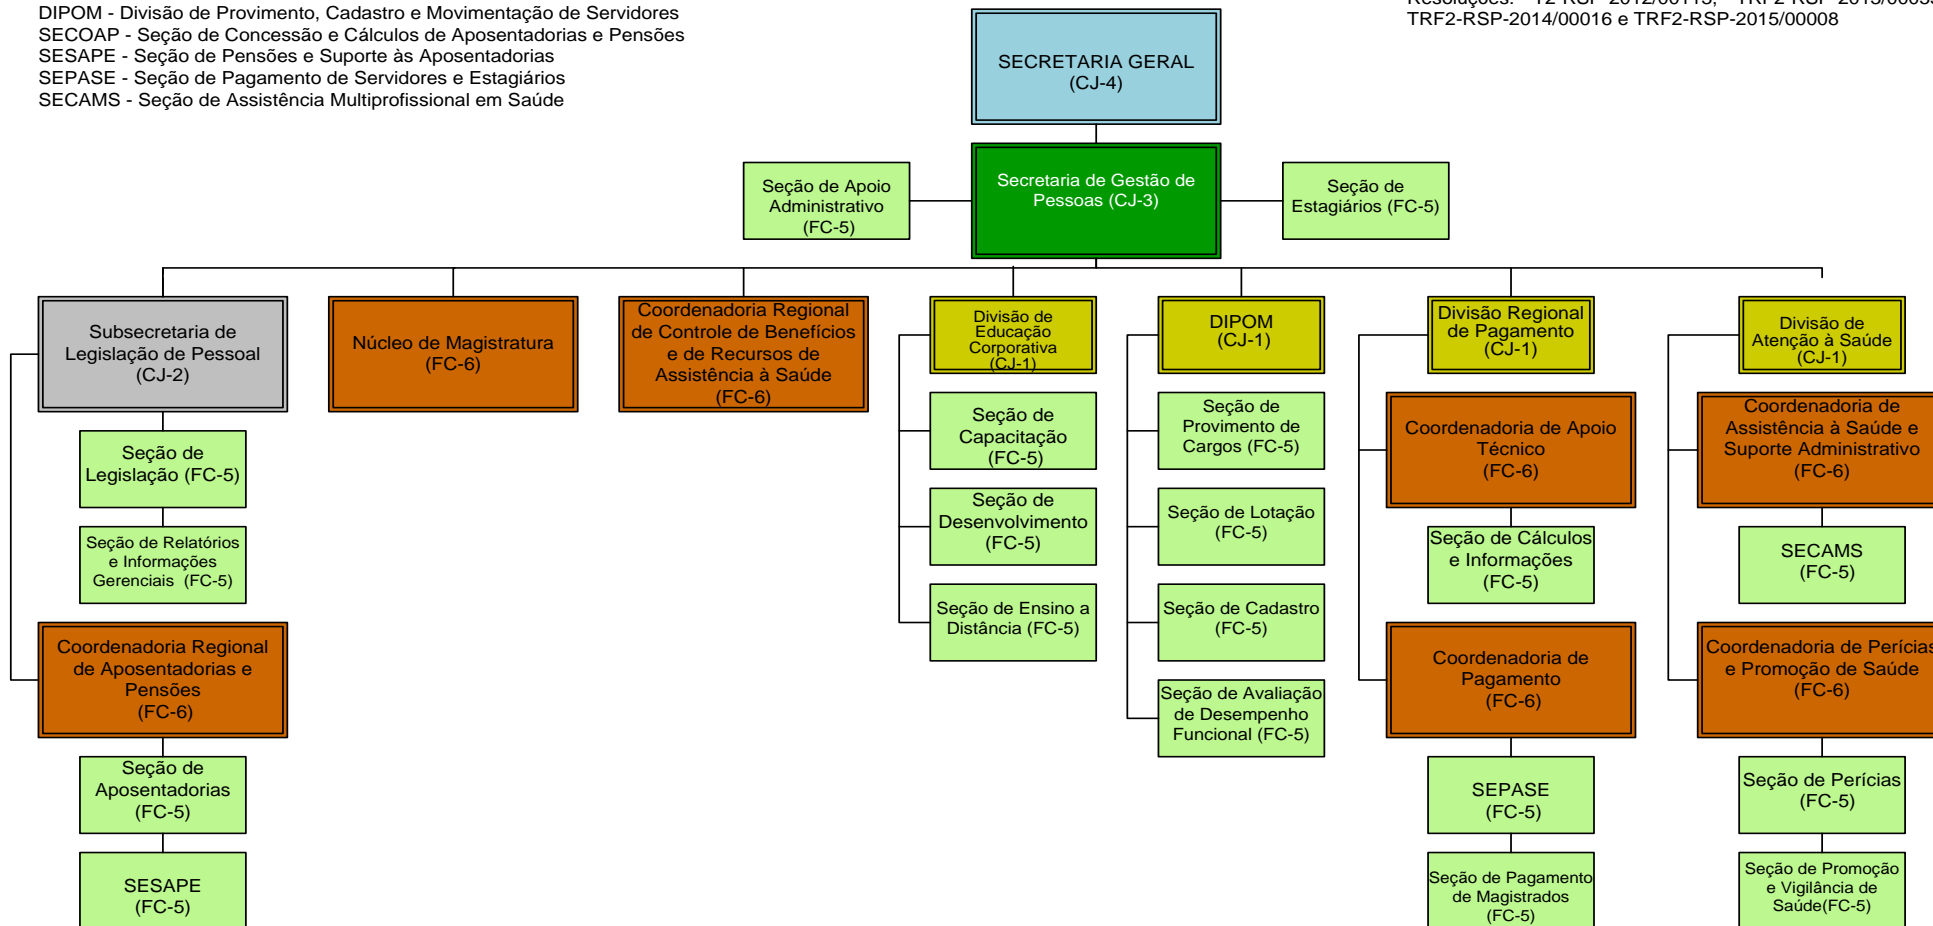 DIPOM - Divisão de Provimento, Cadastro e Movimentação de Servidores
SECOAP - Seção de Concessão e Cálculos de Aposentadorias e Pensões
SESAPE - Seção de Pensões e Suporte às Aposentadorias
SEPASE - Seção de Pagamento de Servidores e Estagiários
SECAMS - Seção de Assistência Multiprofissional em Saúde
TRF2-RSP-2014/00016 e TRF2-RSP-2015/00008
SECRETARIA GERAL
(CJ-4)
Seção de Apoio
Administrativo
(FC-5)
Secretaria de Gestão de
Pessoas (CJ-3)
Seção de
Estagiários (FC-5)
Subsecretaria de
Legislação de Pessoal
(CJ-2)
Núcleo de Magistratura
(FC-6)
Coordenadoria Regional
de Controle de Benefícios
e de Recursos de
Assistência à Saúde
(FC-6)
Divisão de
Educação
Corporativa
(CJ-1)
DIPOM
(CJ-1)
Divisão Regional
de Pagamento
(CJ-1)
Divisão de
Atenção à Saúde
(CJ-1)
Seção de
Legislação (FC-5)
Seção de Relatórios
e Informações
Gerenciais (FC-5)
Coordenadoria Regional
de Aposentadorias e
Pensões
(FC-6)
Seção de
Aposentadorias
(FC-5)
SESAPE
(FC-5)
Seção de
Capacitação
(FC-5)
Seção de
Desenvolvimento
(FC-5)
Seção de Ensino a
Distância (FC-5)
Seção de
Provimento de
Cargos (FC-5)
Seção de Lotação
(FC-5)
Seção de Cadastro
(FC-5)
Seção de Avaliação
de Desempenho
Funcional (FC-5)
Coordenadoria de Apoio
Técnico
(FC-6)
Seção de Cálculos
e Informações
(FC-5)
Coordenadoria de
Pagamento
(FC-6)
SEPASE
(FC-5)
Seção de Pagamento
de Magistrados
(FC-5)
Coordenadoria de
Assistência à Saúde e
Suporte Administrativo
(FC-6)
SECAMS
(FC-5)
Coordenadoria de Perícias
e Promoção de Saúde
(FC-6)
Seção de Perícias
(FC-5)
Seção de Promoção
e Vigilância de
Saúde(FC-5)